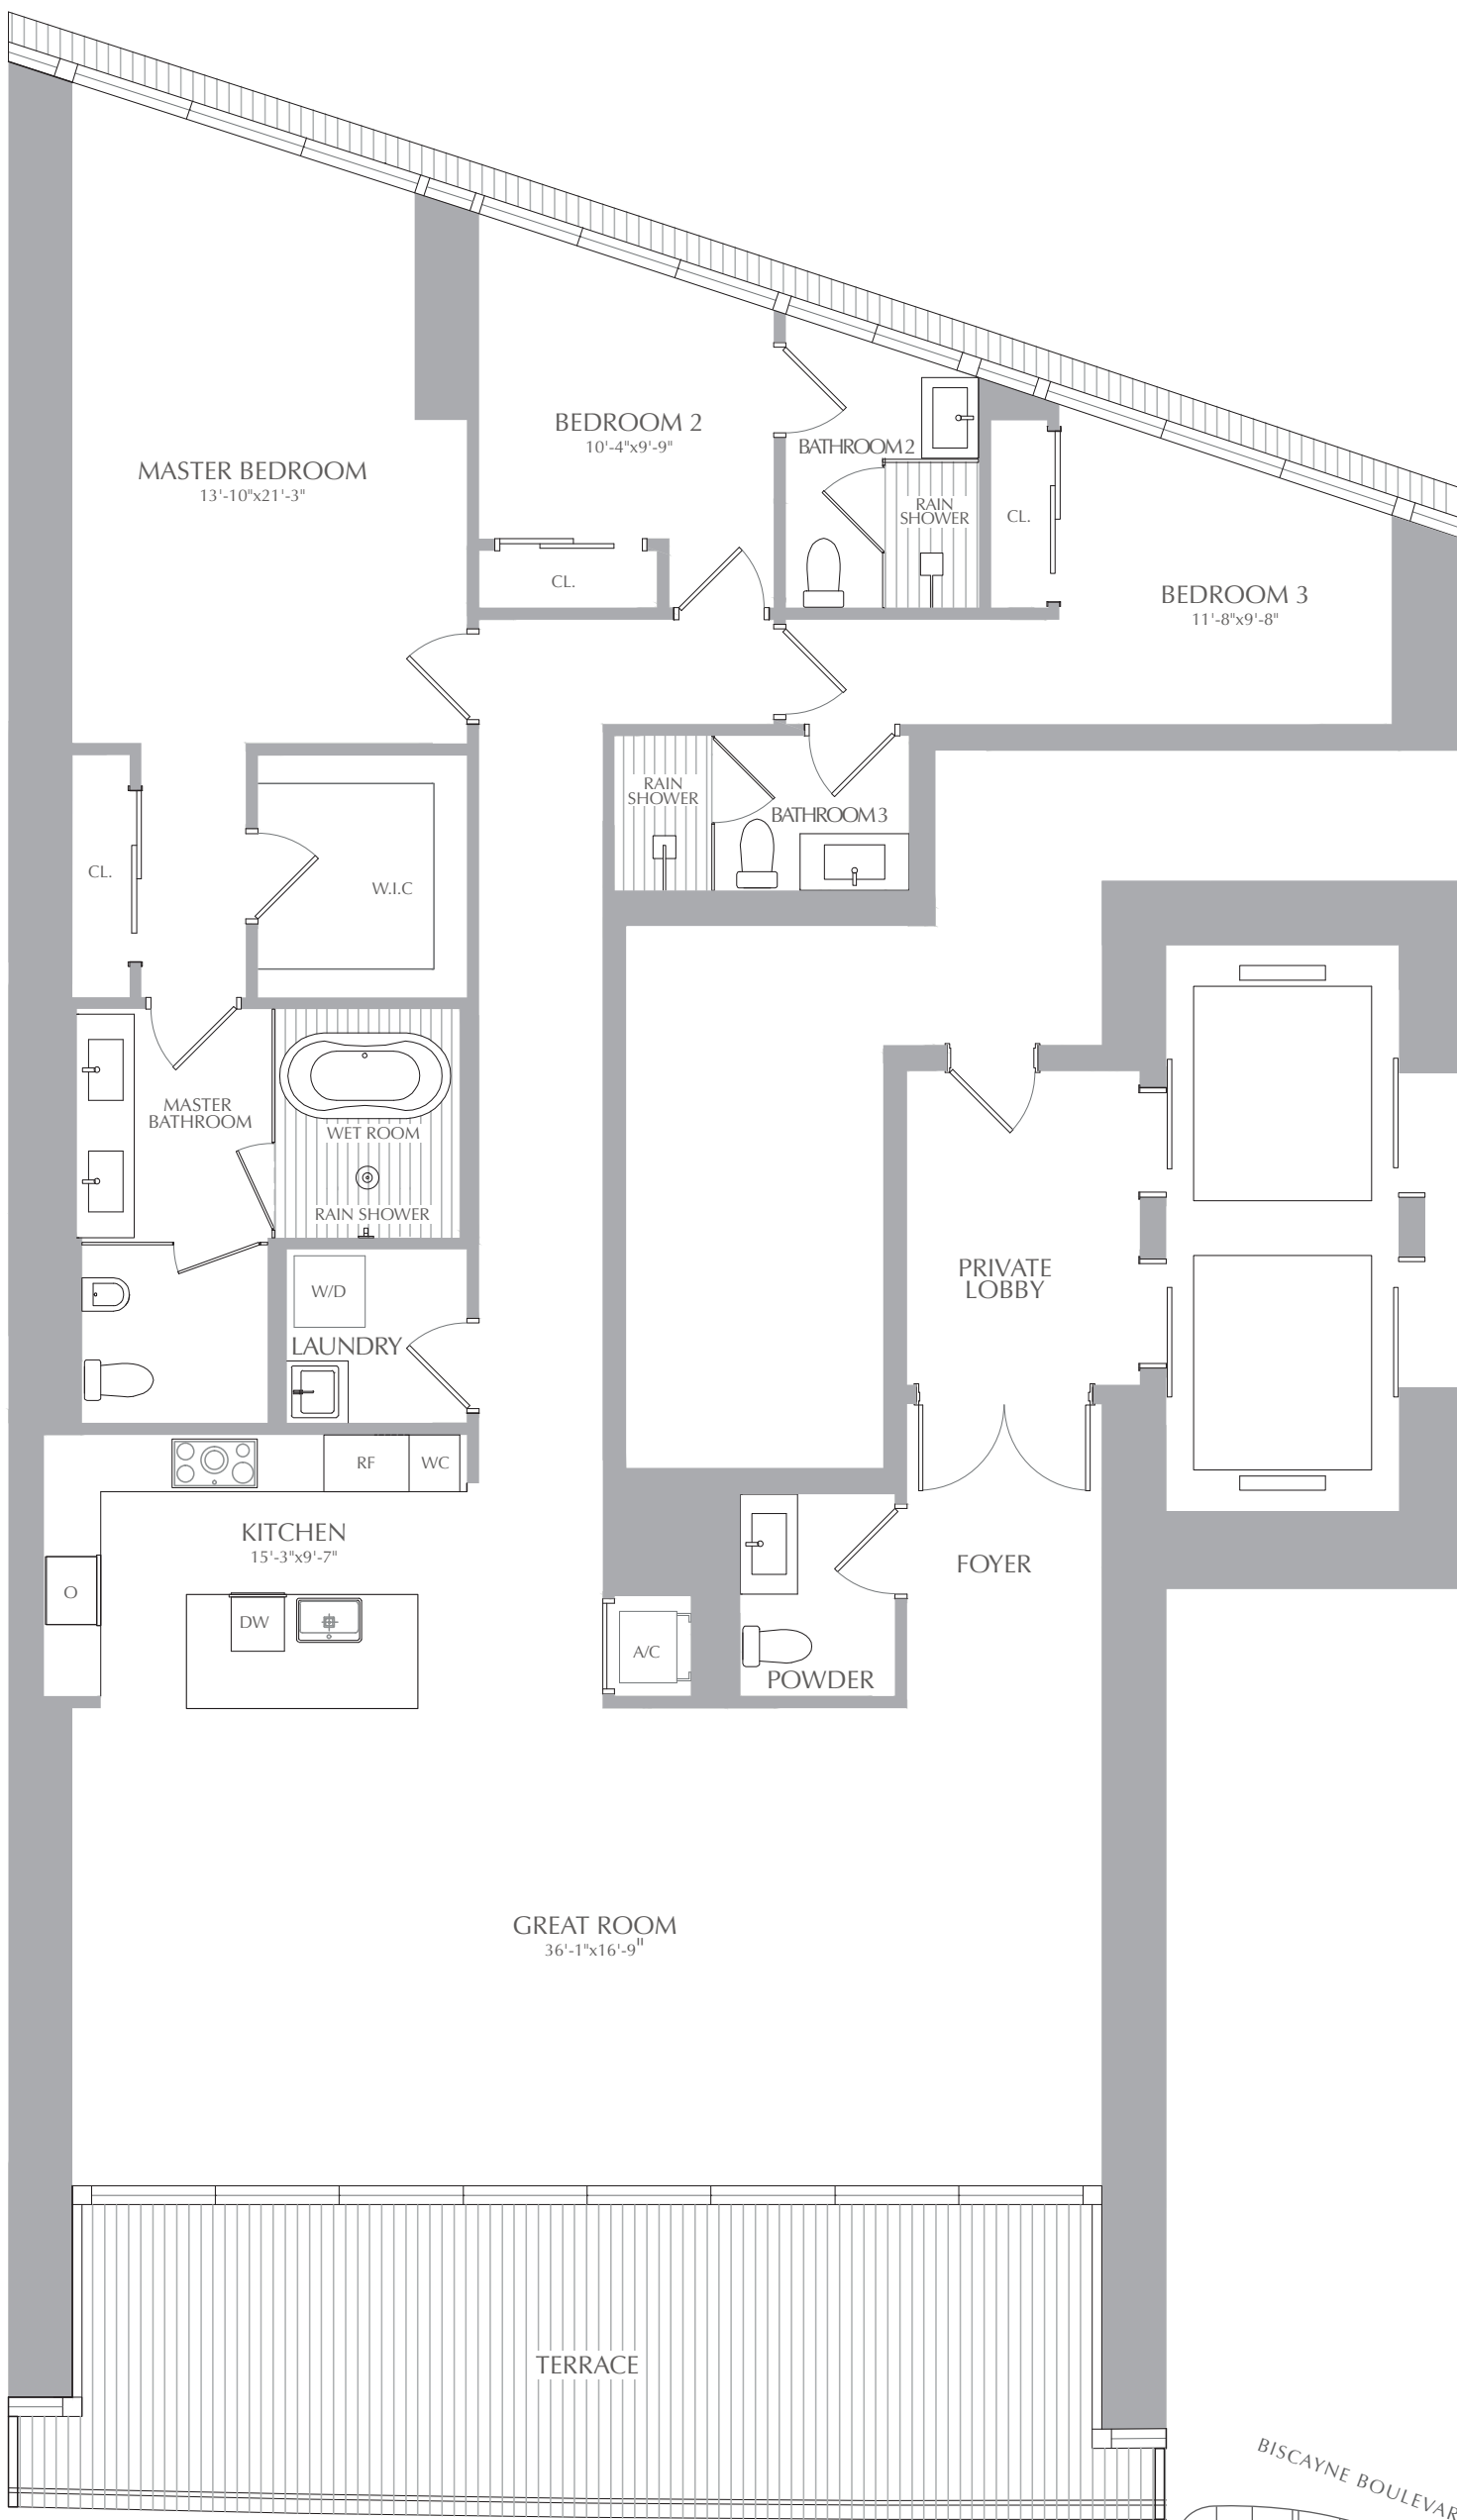 BEDROOM 2
10'-4"x9'-9"
BATHROOM 2
MASTER BEDROOM
13'-10"x21'-3"
RAIN
SHOWER
CL.
CL.
BEDROOM 3
11'-8"x9'-8"
RAIN
SHOWER
BATHROOM 3
CL.
W.I.C
MASTER
BATHROOM
WET ROOM
RAIN SHOWER
PRIVATE
LOBBY
W/D
LAUNDRY
RF
WC
KITCHEN
15'-3"x9'-7"
FOYER
O
DW
A/C
POWDER
GREAT ROOM
36'-1"x16'-9"
TERRACE
BISCAYNE BOULEVAR